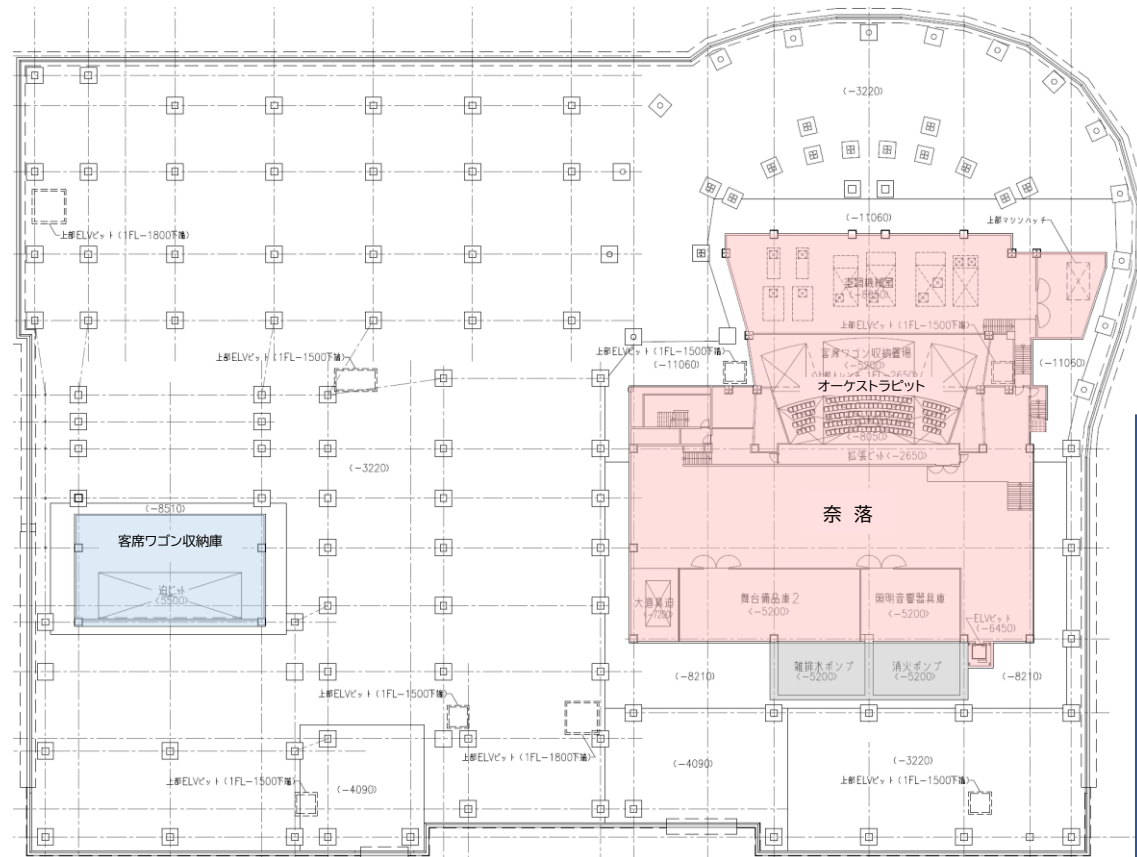 (-3220)
上部マシンハッチ
(-11060)
上部ELVピット (1FL-1800下端)
空調機械室
(-8050)
上部ELVピット (1FL-1500下端)
上部ELVピット (1FL-1500下端)
上部ELVピット (1FL-1500下端)
(-11060)
(-11060)
客席ワゴン収納置場
(-5200)
オーケストラピット
(-8050)
拡張ピット(-2650)
(-3220)
(-8510)
客席ワゴン収納庫
迫ピット
(-5500)
奈 落
大道具迫
(-7200)
舞台備品庫2
(-5200)
照明音響器具庫
(-5200)
ELVピット
(-6450)
雑排水ポンプ
(-5200)
消火ポンプ
(-5200)
(-8210)
(-8210)
上部ELVピット (1FL-1500下端)
上部ELVピット (1FL-1800下端)
(-4090)
(-3220)
上部ELVピット (1FL-1500下端)
上部ELVピット (1FL-1500下端)
(-4090)